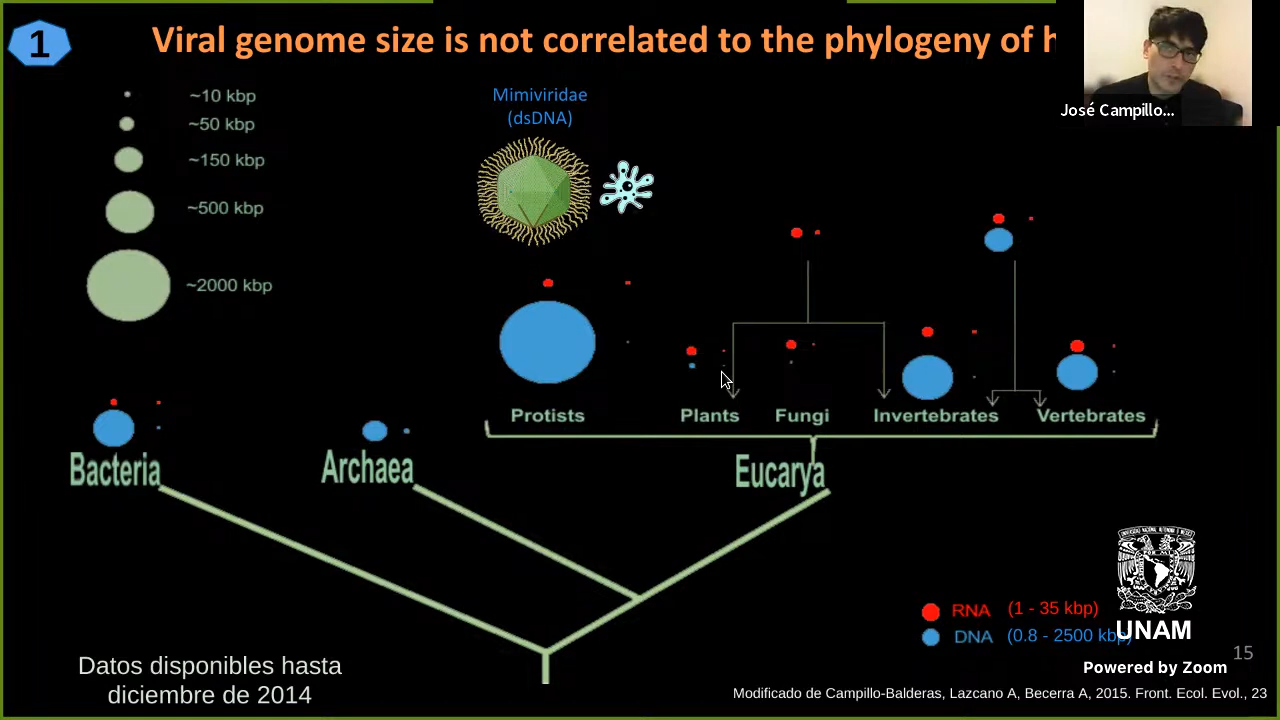 1
Viral genome size is not correlated to the phylogeny of h
José Campillo...
~10 kbp
~50 kbp
~150 kbp
~500 kbp
~2000 kbp
Mimiviridae
(dsDNA)
Protists
Plants
Fungi
Invertebrates
Vertebrates
Bacteria
Archaea
Eucarya
RNA (1 - 35 kbp)
DNA (0.8 - 2500 kbp)
UNAM
15
Powered by Zoom
Datos disponibles hasta
diciembre de 2014
Modificado de Campillo-Balderas, Lazcano A, Becerra A, 2015. Front. Ecol. Evol., 23